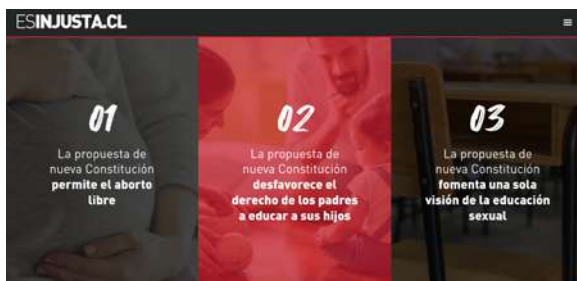 ESINJUSTA.CL
01
La propuesta de
nueva Constitución
permite el aborto
libre
02
La propuesta de
nueva Constitución
desfavorece el
derecho de los padres
a educar a sus hijos
03
La propuesta de
nueva Constitución
fomenta una sola
visión de la educación
sexual